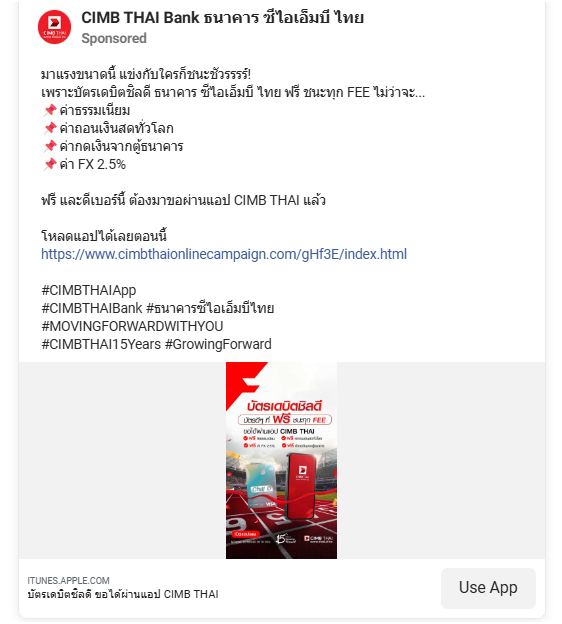 CIMB THAI Bank ธนาคาร ซีไอเอ็มบี ไทย
Sponsored
มาแรงขนาดนี้ แข่งกับใครก็ชนะชัวรรรร์!
เพราะบัตรเดบิตชิลดี ธนาคาร ซีไอเอ็มบี ไทย ฟรี ชนะทุก FEE ไม่ว่าจะ...
📌ค่าธรรมเนียม
📌ค่าถอนเงินสดทั่วโลก
📌ค่ากดเงินจากตู้ธนาคาร
📌ค่า FX 2.5%
ฟรี และดีเบอร์นี้ ต้องมาขอผ่านแอป CIMB THAI แล้ว
โหลดแอปได้เลยตอนนี้
https://www.cimbthaionlinecampaign.com/gHf3E/index.html
#CIMBTHAIApp
#CIMBTHAIBank #ธนาคารซีไอเอ็มบีไทย
#MOVINGFORWARDWITHYOU
#CIMBTHAI15Years #GrowingForward
บัตรเดบิตชิลดี
บัตรดีๆ ที่ ฟรี ชนะทุก FEE
ขอได้ผ่านแอป CIMB THAI
CIMB THAI
ITUNES.APPLE.COM
บัตรเดบิตชิลดี ขอได้ผ่านแอป CIMB THAI
Use App